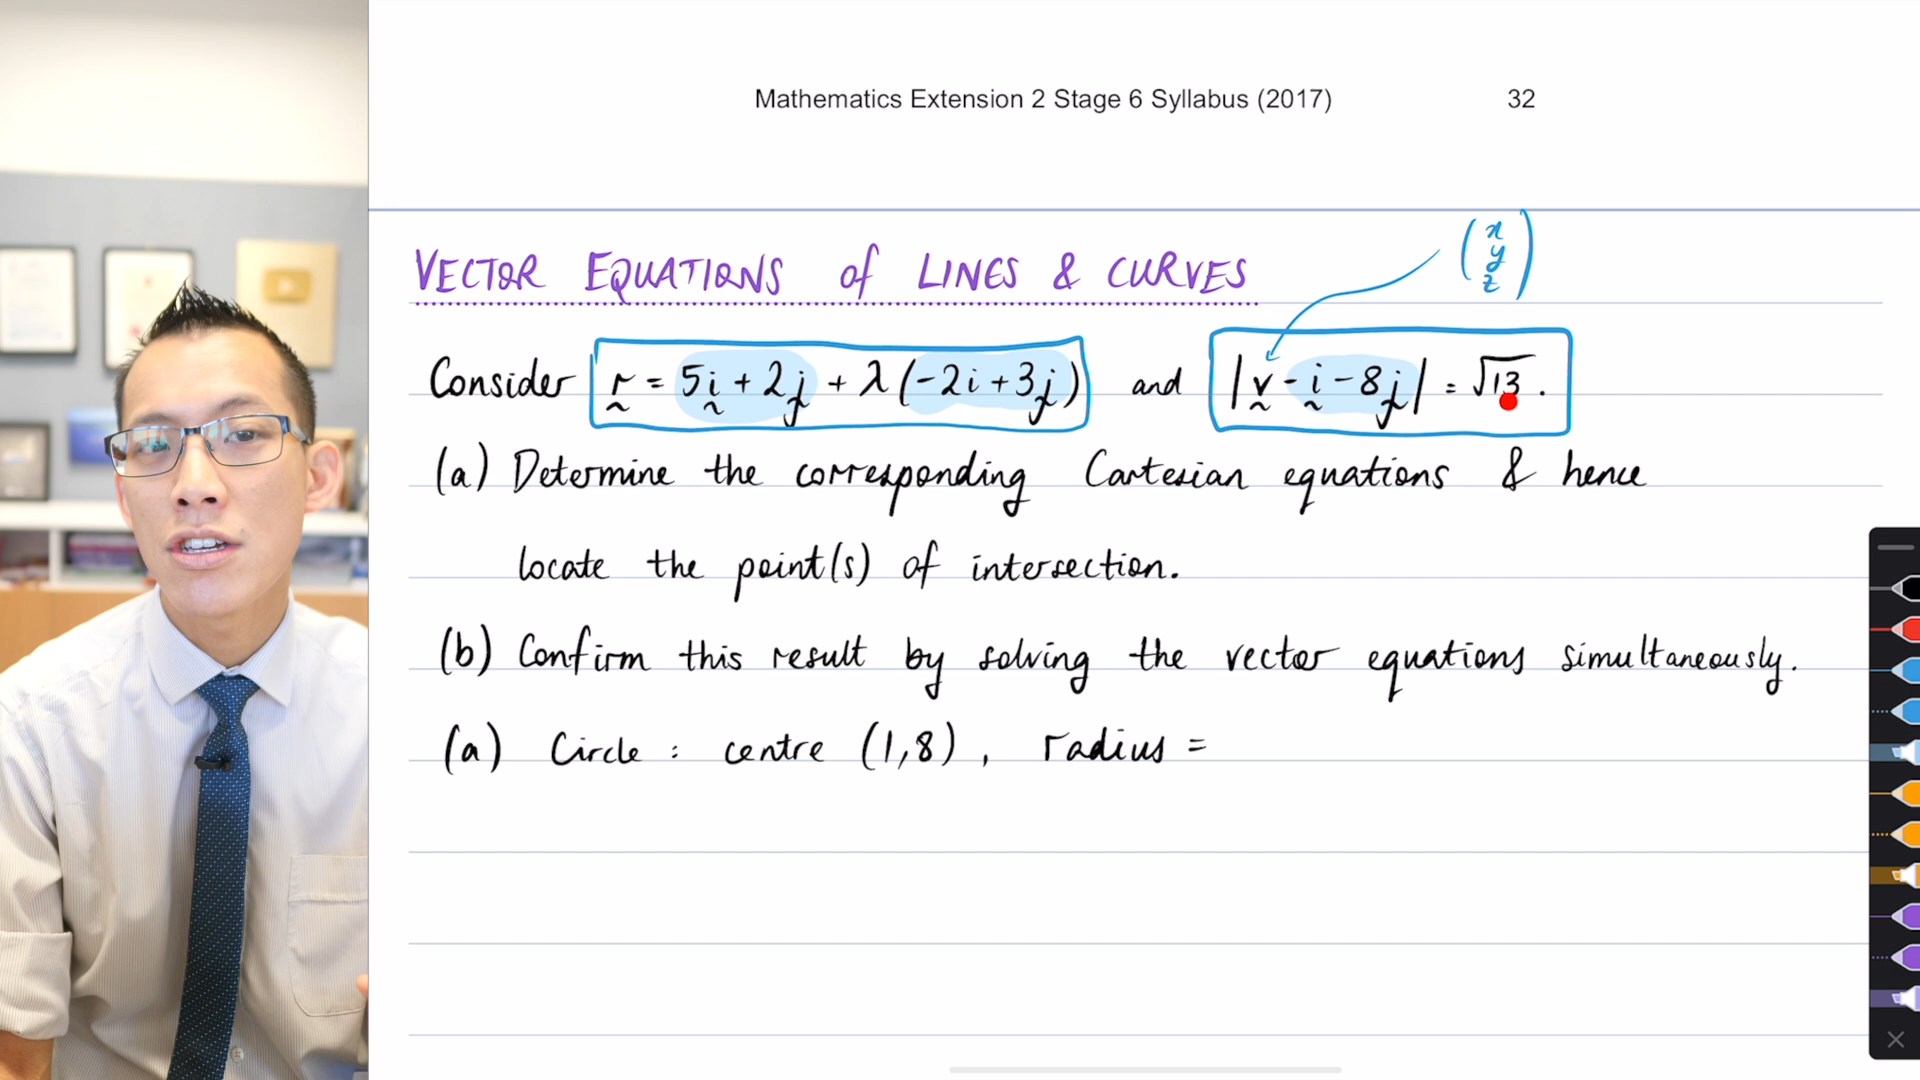 Mathematics Extension 2 Stage 6 Syllabus (2017) 32
VECTOR EQUATIONS of LINES & CURVES
(x y z)
Consider r = 5i + 2j + λ(-2i + 3j) and |v - i - 8j| = √13.
(a) Determine the corresponding Cartesian equations & hence
locate the point(s) of intersection.
(b) Confirm this result by solving the vector equations simultaneously.
(a) Circle : centre (1,8), radius =